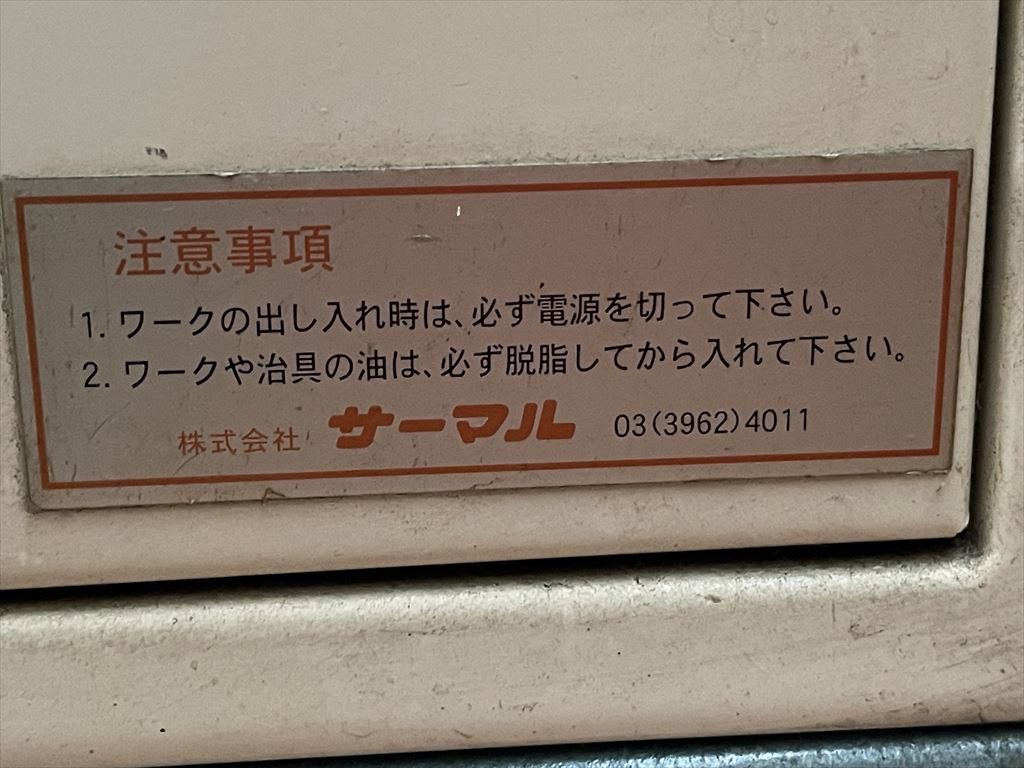 注意事項
1. ワークの出し入れ時は、必ず電源を切って下さい。
2. ワークや治具の油は、必ず脱脂してから入れて下さい。
株式会社 サーマル 03(3962)4011